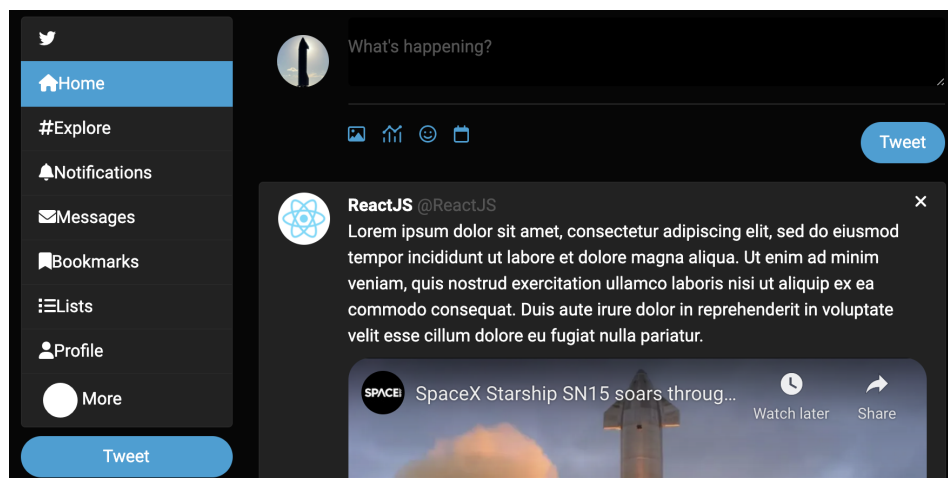 Home
#Explore
Notifications
Messages
Bookmarks
Lists
Profile
More
Tweet
What's happening?
Tweet
ReactJS @ReactJS
Lorem ipsum dolor sit amet, consectetur adipiscing elit, sed do eiusmod
tempor incididunt ut labore et dolore magna aliqua. Ut enim ad minim
veniam, quis nostrud exercitation ullamco laboris nisi ut aliquip ex ea
commodo consequat. Duis aute irure dolor in reprehenderit in voluptate
velit esse cillum dolore eu fugiat nulla pariatur.
SPACE SpaceX Starship SN15 soars throug...
Watch later
Share